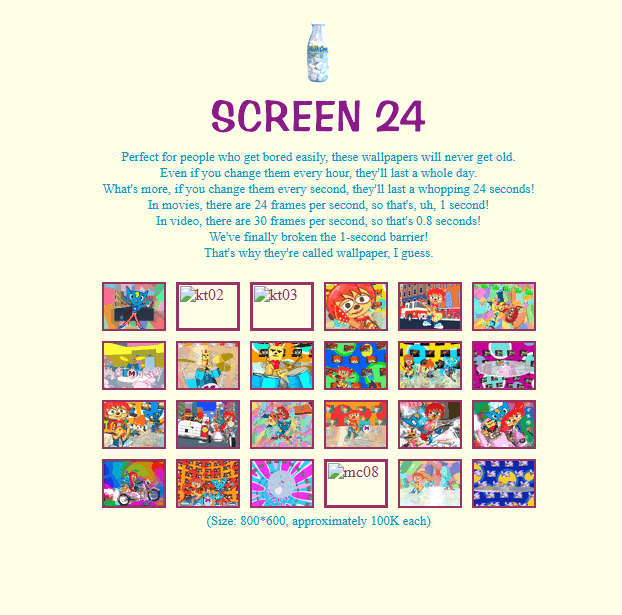 SCREEN 24
Perfect for people who get bored easily, these wallpapers will never get old.
Even if you change them every hour, they'll last a whole day.
What's more, if you change them every second, they'll last a whopping 24 seconds!
In movies, there are 24 frames per second, so that's, uh, 1 second!
In video, there are 30 frames per second, so that's 0.8 seconds!
We've finally broken the 1-second barrier!
That's why they're called wallpaper, I guess.
kt02
kt03
mc08
(Size: 800*600, approximately 100K each)